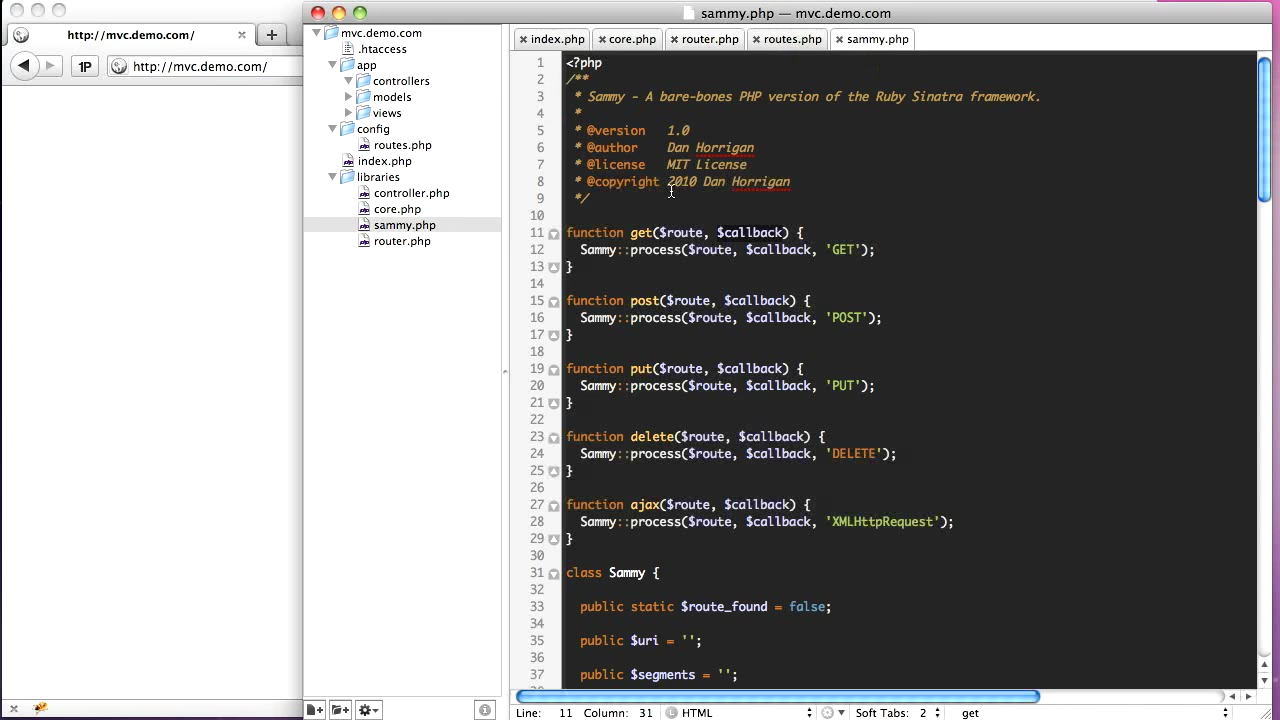 sammy.php — mvc.demo.com
http://mvc.demo.com/
1P
http://mvc.demo.com/
mvc.demo.com
.htaccess
app
controllers
models
views
config
routes.php
index.php
libraries
controller.php
core.php
sammy.php
router.php
index.php
core.php
router.php
routes.php
sammy.php
1 <?php
2 /**
3 * Sammy - A bare-bones PHP version of the Ruby Sinatra framework.
4 *
5 * @version 1.0
6 * @author Dan Horrigan
7 * @license MIT License
8 * @copyright 2010 Dan Horrigan
9 */
10
11 function get($route, $callback) {
12 Sammy::process($route, $callback, 'GET');
13 }
14
15 function post($route, $callback) {
16 Sammy::process($route, $callback, 'POST');
17 }
18
19 function put($route, $callback) {
20 Sammy::process($route, $callback, 'PUT');
21 }
22
23 function delete($route, $callback) {
24 Sammy::process($route, $callback, 'DELETE');
25 }
26
27 function ajax($route, $callback) {
28 Sammy::process($route, $callback, 'XMLHttpRequest');
29 }
30
31 class Sammy {
32
33 public static $route_found = false;
34
35 public $uri = '';
36
37 public $segments = '';
Line: 11 Column: 31 HTML Soft Tabs: 2 get